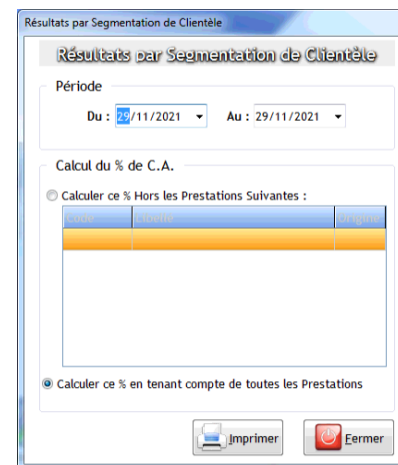 Résultats par Segmentation de Clientèle
Résultats par Segmentation de Clientèle
Période
Du : 29/11/2021 Au : 29/11/2021
Calcul du % de C.A.
Calculer ce % Hors les Prestations Suivantes :
Code Libellé Origine
Calculer ce % en tenant compte de toutes les Prestations
Imprimer Fermer